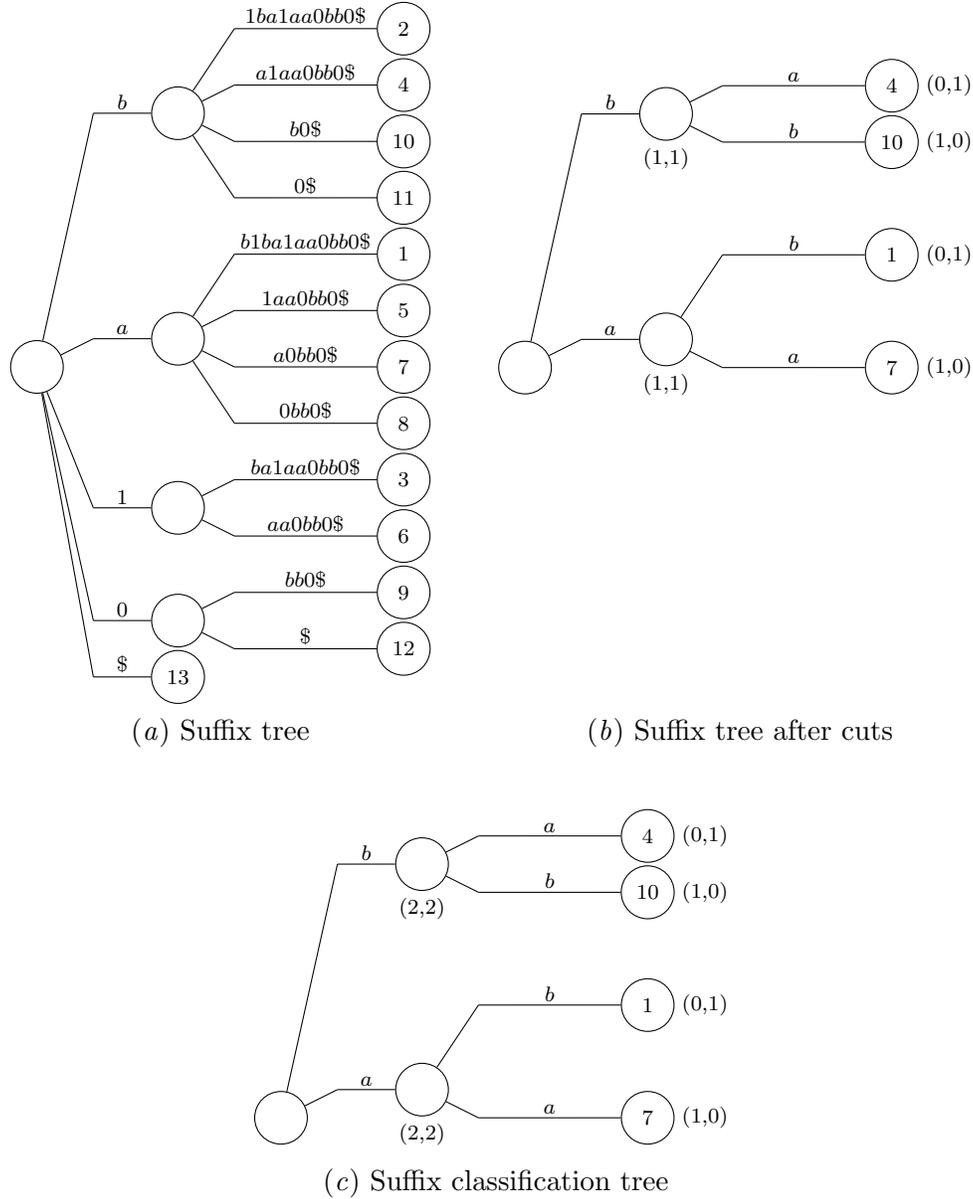 1ba1aa0bb0$ 2
a1aa0bb0$ 4
b
b0$ 10
0$ 11
b1ba1aa0bb0$ 1
1aa0bb0$ 5
a
a0bb0$ 7
0bb0$ 8
ba1aa0bb0$ 3
1
aa0bb0$ 6
bb0$ 9
0
$ 12
$ 13
(a) Suffix tree
a 4 (0,1)
b
b 10 (1,0)
(1,1)
b 1 (0,1)
a
a 7 (1,0)
(1,1)
(b) Suffix tree after cuts
a 4 (0,1)
b
b 10 (1,0)
(2,2)
b 1 (0,1)
a
a 7 (1,0)
(2,2)
(c) Suffix classification tree